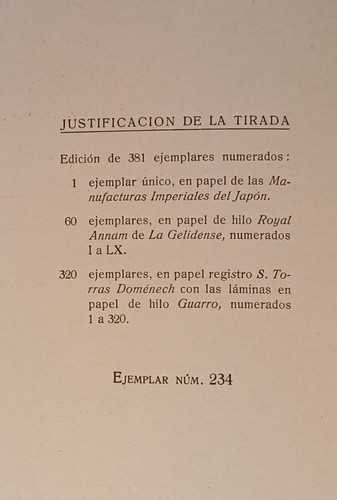 JUSTIFICACION DE LA TIRADA
Edición de 381 ejemplares numerados:
1 ejemplar único, en papel de las Ma-
nufacturas Imperiales del Japón.
60 ejemplares, en papel de hilo Royal
Annam de La Gelidense, numerados
I a LX.
320 ejemplares, en papel registro S. To-
rras Doménech con las láminas en
papel de hilo Guarro, numerados
1 a 320.
EJEMPLAR NÚM. 234